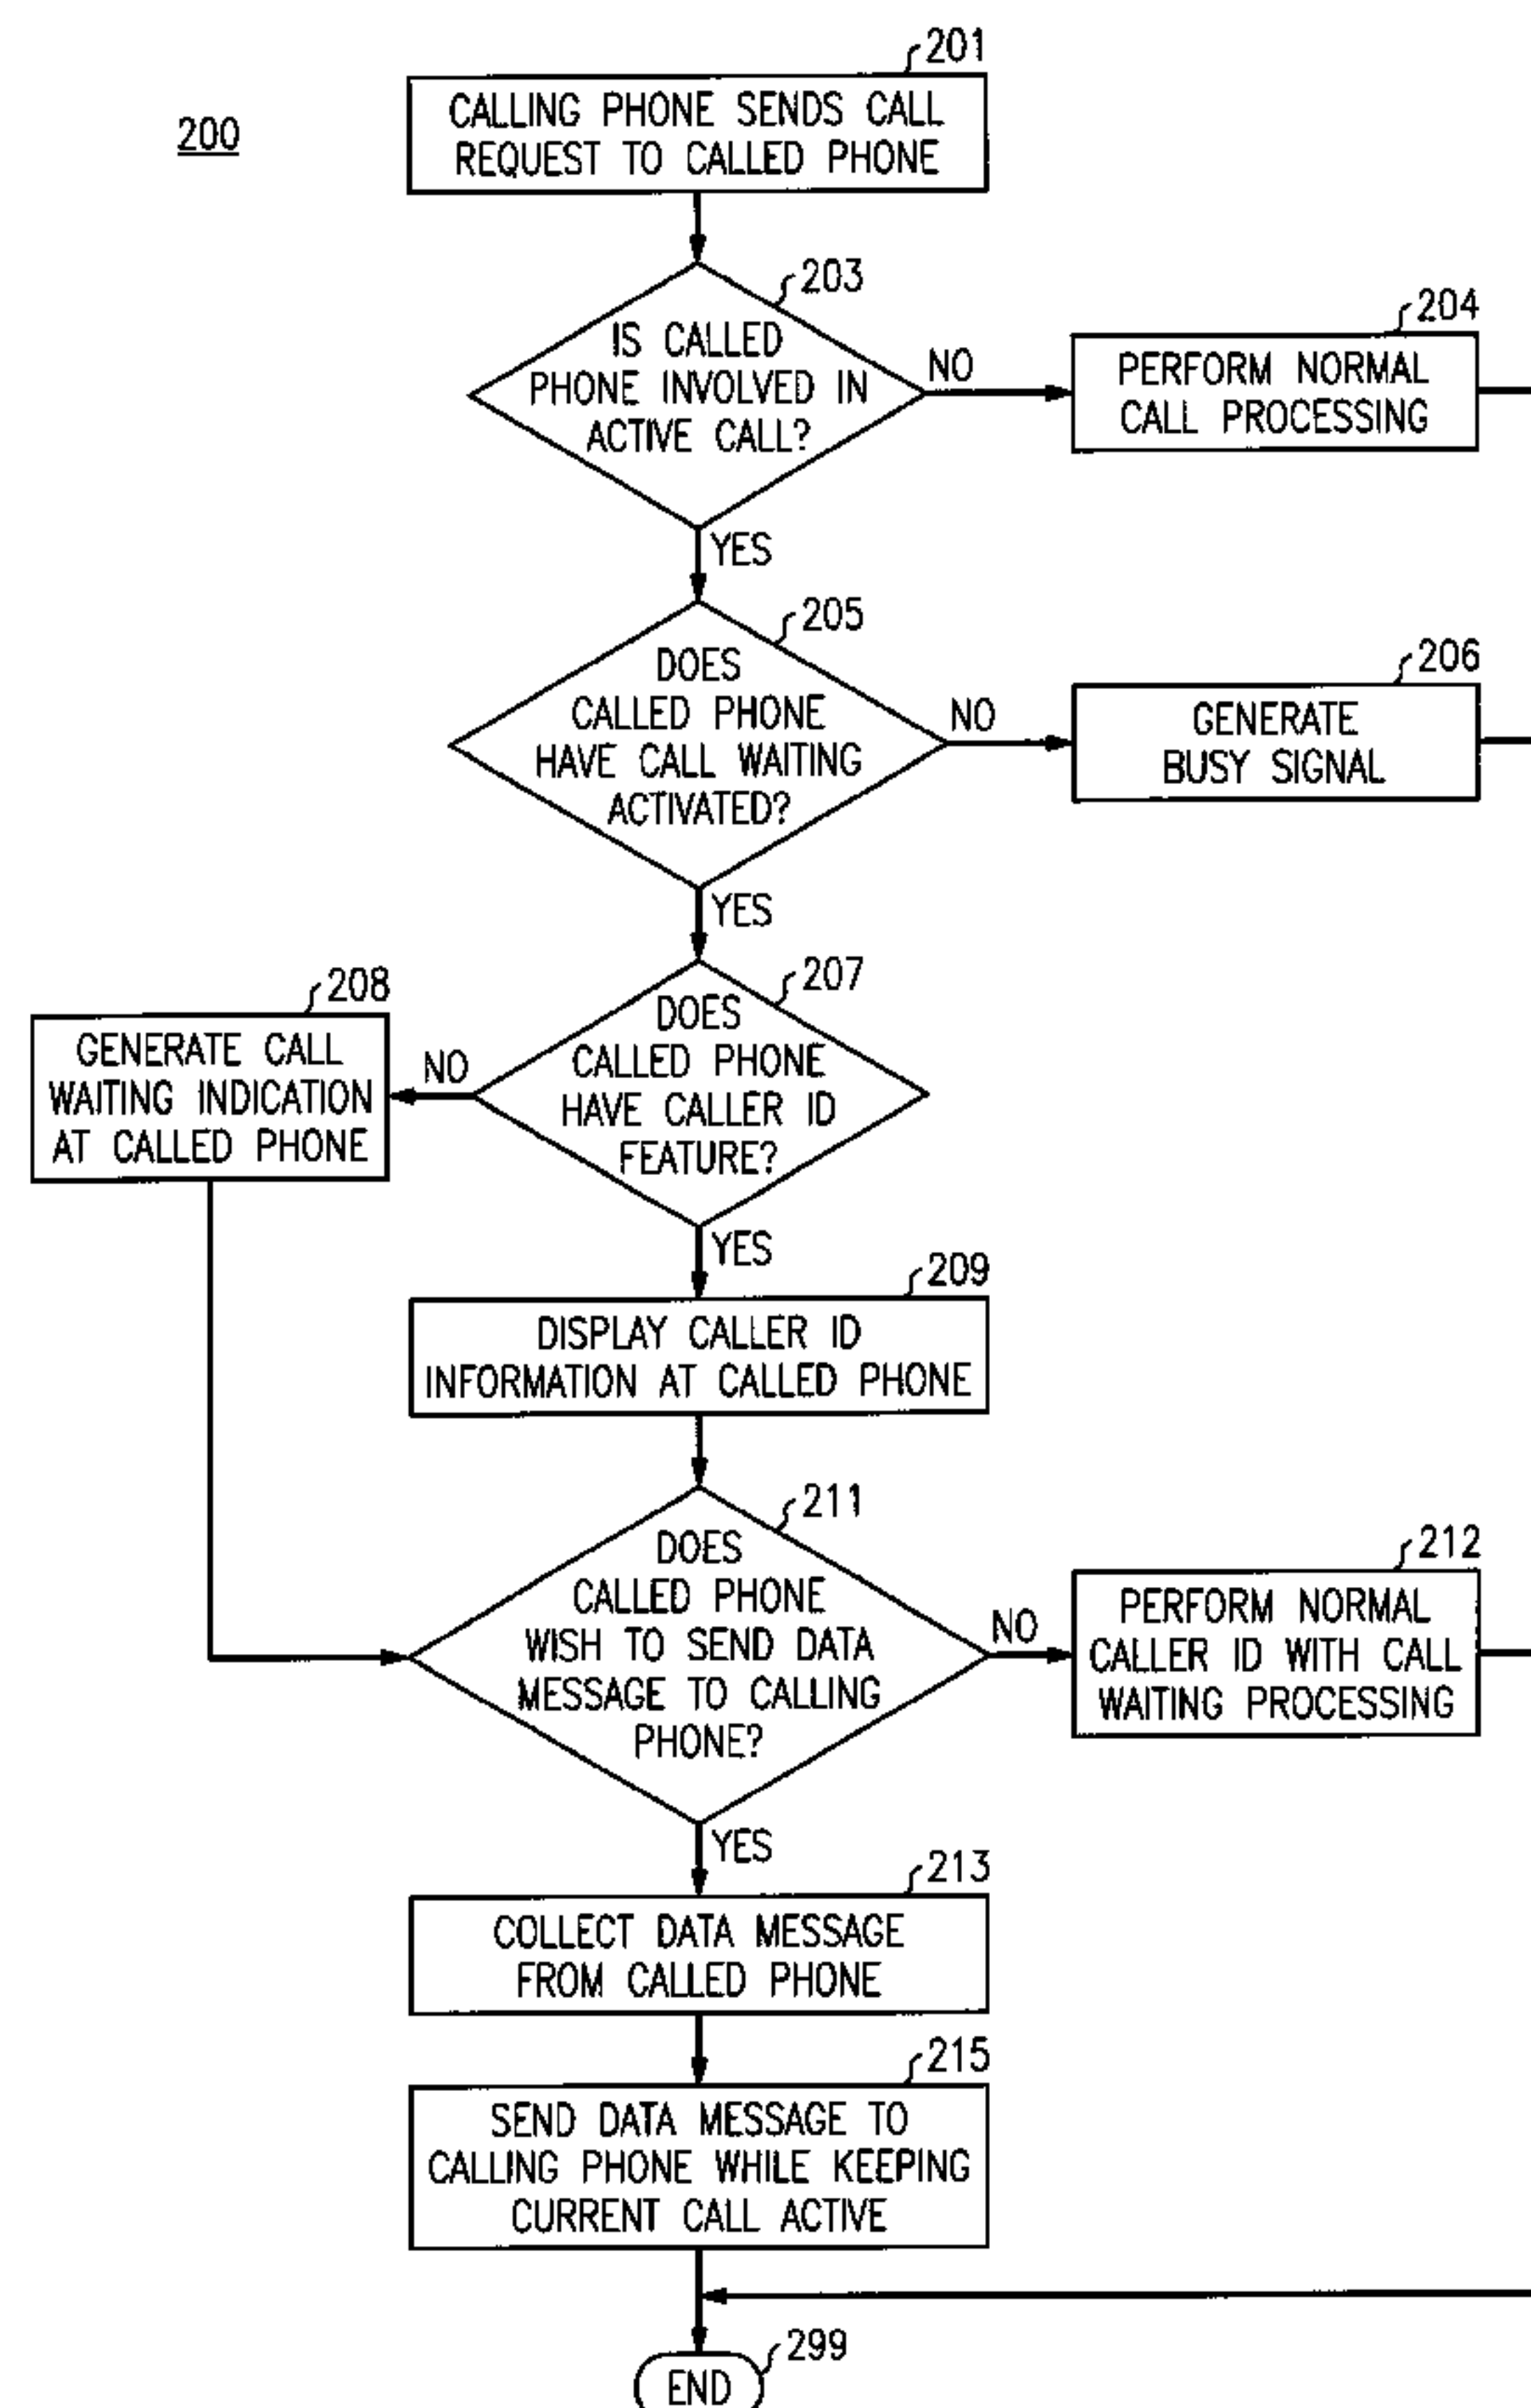 201
CALLING PHONE SENDS CALL
REQUEST TO CALLED PHONE
200
203
IS CALLED
PHONE INVOLVED IN
ACTIVE CALL?
NO
204
PERFORM NORMAL
CALL PROCESSING
YES
205
DOES
CALLED PHONE
HAVE CALL WAITING
ACTIVATED?
NO
206
GENERATE
BUSY SIGNAL
YES
207
DOES
CALLED PHONE
HAVE CALLER ID
FEATURE?
NO
208
GENERATE CALL
WAITING INDICATION
AT CALLED PHONE
YES
209
DISPLAY CALLER ID
INFORMATION AT CALLED PHONE
211
DOES
CALLED PHONE
WISH TO SEND DATA
MESSAGE TO CALLING
PHONE?
NO
212
PERFORM NORMAL
CALLER ID WITH CALL
WAITING PROCESSING
YES
213
COLLECT DATA MESSAGE
FROM CALLED PHONE
215
SEND DATA MESSAGE TO
CALLING PHONE WHILE KEEPING
CURRENT CALL ACTIVE
299
END